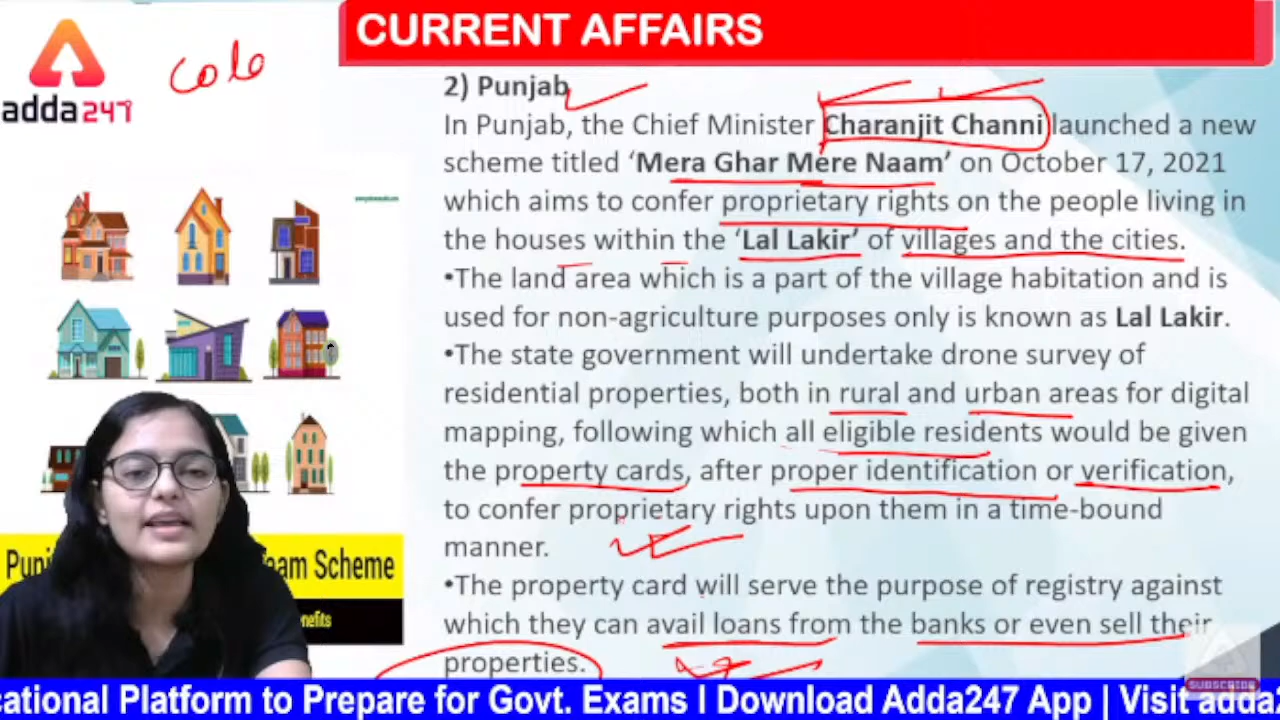 CURRENT AFFAIRS
adda247
2) Punjab
In Punjab, the Chief Minister Charanjit Channi launched a new
scheme titled ‘Mera Ghar Mere Naam’ on October 17, 2021
which aims to confer proprietary rights on the people living in
the houses within the ‘Lal Lakir’ of villages and the cities.
•The land area which is a part of the village habitation and is
used for non-agriculture purposes only is known as Lal Lakir.
•The state government will undertake drone survey of
residential properties, both in rural and urban areas for digital
mapping, following which all eligible residents would be given
the property cards, after proper identification or verification,
to confer proprietary rights upon them in a time-bound
manner.
•The property card will serve the purpose of registry against
which they can avail loans from the banks or even sell their
properties.
Punj aam Scheme
enefits
SUBSCRIBE
cational Platform to Prepare for Govt. Exams I Download Adda247 App | Visit adda2